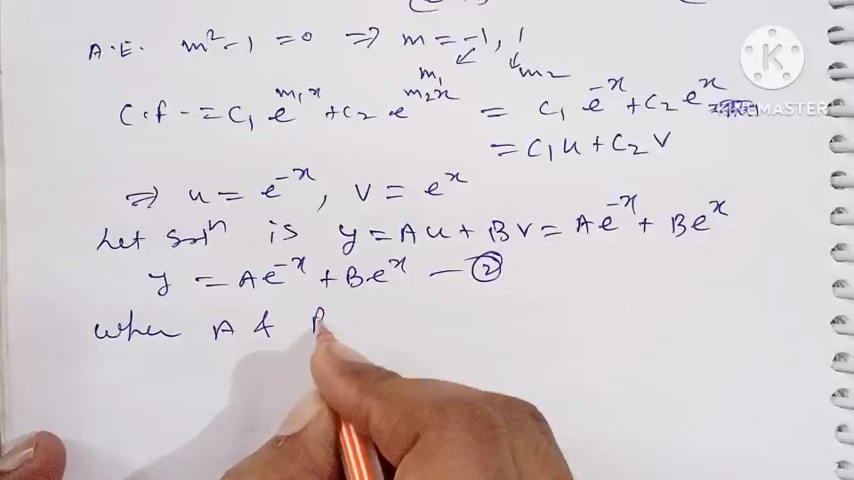 A.E. m²-1 = 0 ⇒ m = -1, 1
m₁ m₂
C.f - = C₁ e^{m₁x} + C₂ e^{m₂x} = C₁ e^{-x} + C₂ e^{x}
= C₁u + C₂ V
⇒ u = e^{-x}, V = e^{x}
Let Solⁿ is y = Au + BV = Ae^{-x} + Be^{x}
y = Ae^{-x} + Be^{x} — ②
when A & B
KINEMASTER